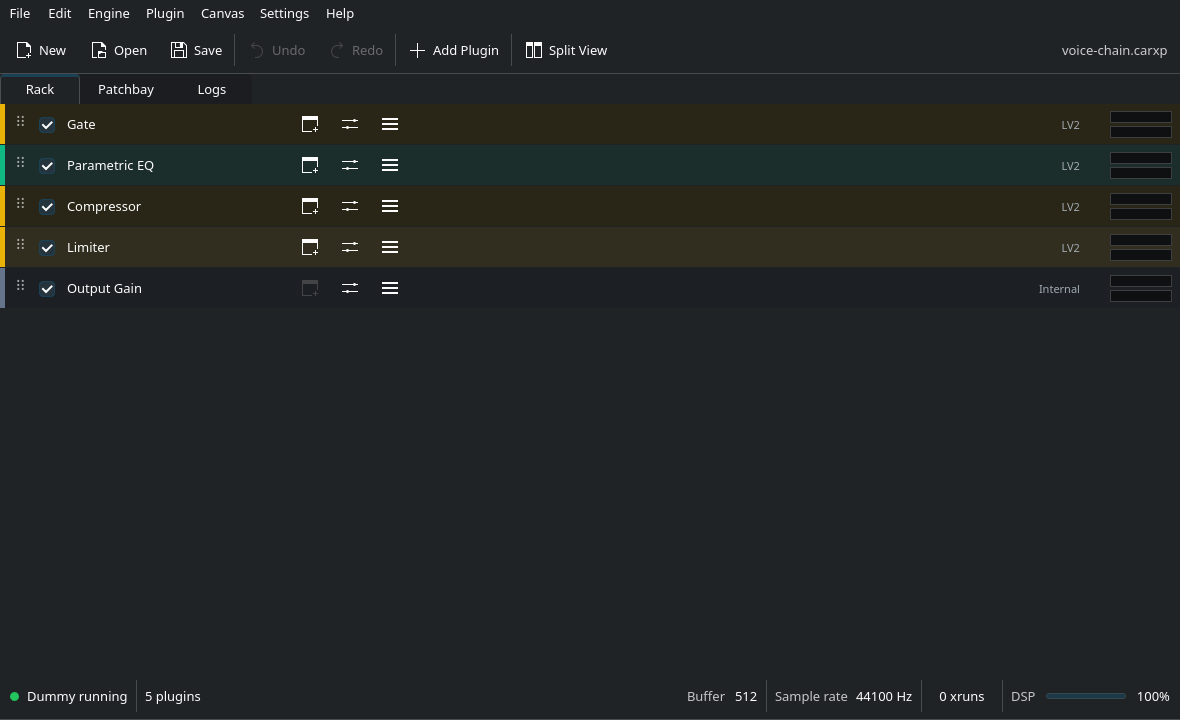 File Edit Engine Plugin Canvas Settings Help
New Open Save Undo Redo Add Plugin Split View voice-chain.carxp
Rack Patchbay Logs
Gate LV2
Parametric EQ LV2
Compressor LV2
Limiter LV2
Output Gain Internal
Dummy running 5 plugins Buffer 512 Sample rate 44100 Hz 0 xruns DSP 100%